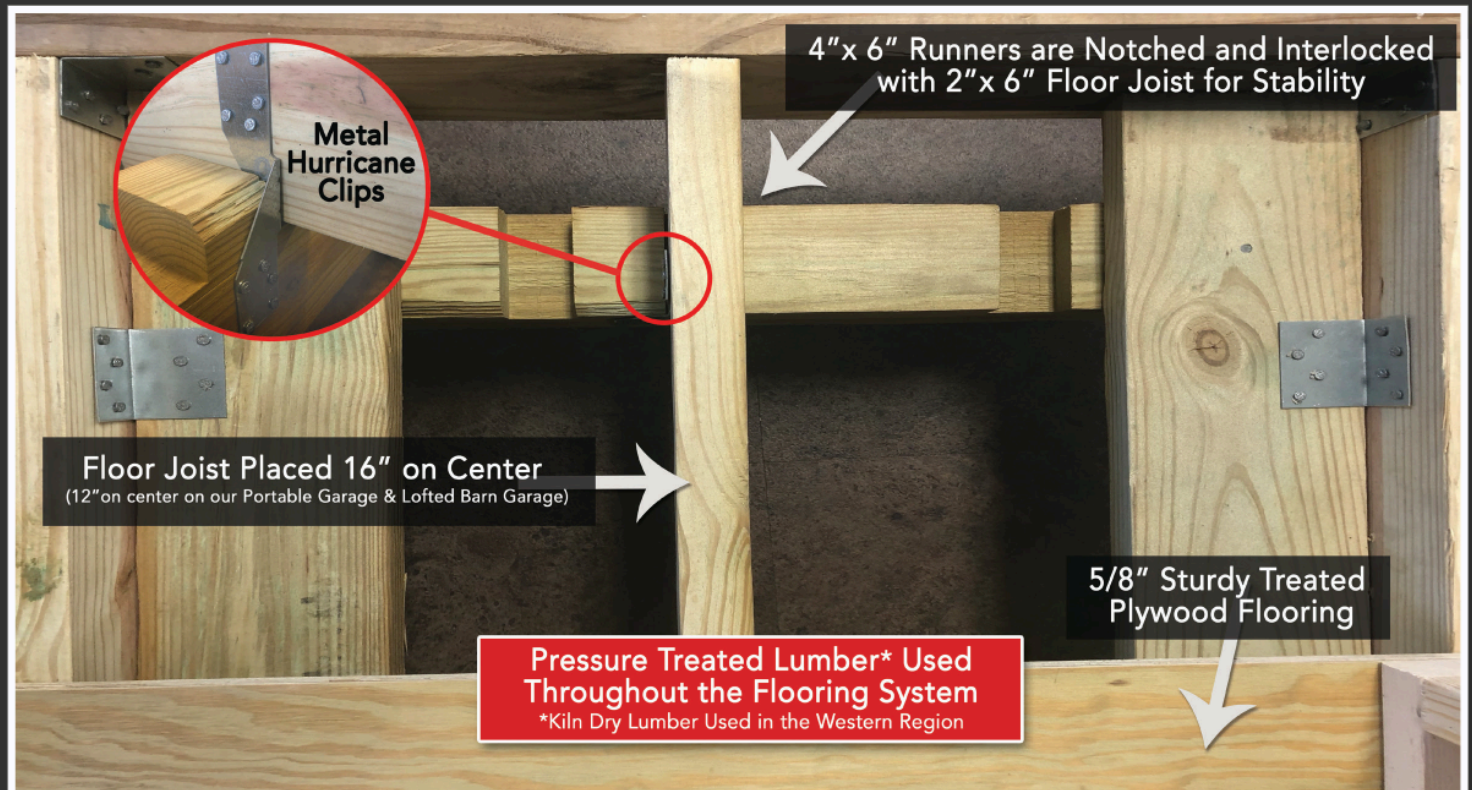 4"x 6" Runners are Notched and Interlocked
with 2"x 6" Floor Joist for Stability
Metal
Hurricane
Clips
Floor Joist Placed 16" on Center
(12"on center on our Portable Garage & Lofted Barn Garage)
5/8" Sturdy Treated
Plywood Flooring
Pressure Treated Lumber* Used
Throughout the Flooring System
*Kiln Dry Lumber Used in the Western Region